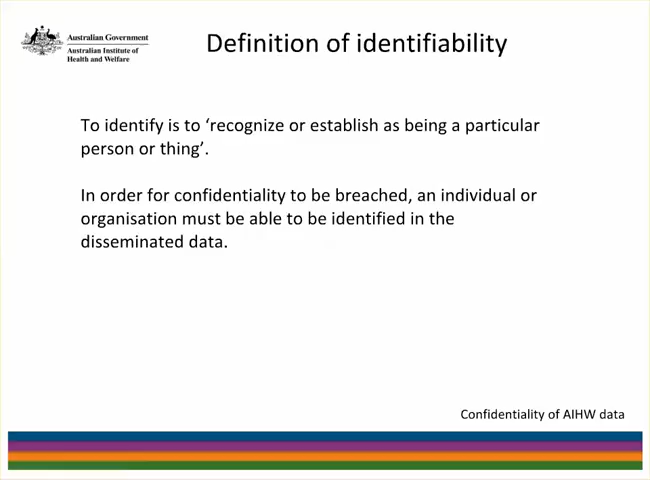 Australian Government
Australian Institute of
Health and Welfare
Definition of identifiability
To identify is to ‘recognize or establish as being a particular
person or thing’.
In order for confidentiality to be breached, an individual or
organisation must be able to be identified in the
disseminated data.
Confidentiality of AIHW data